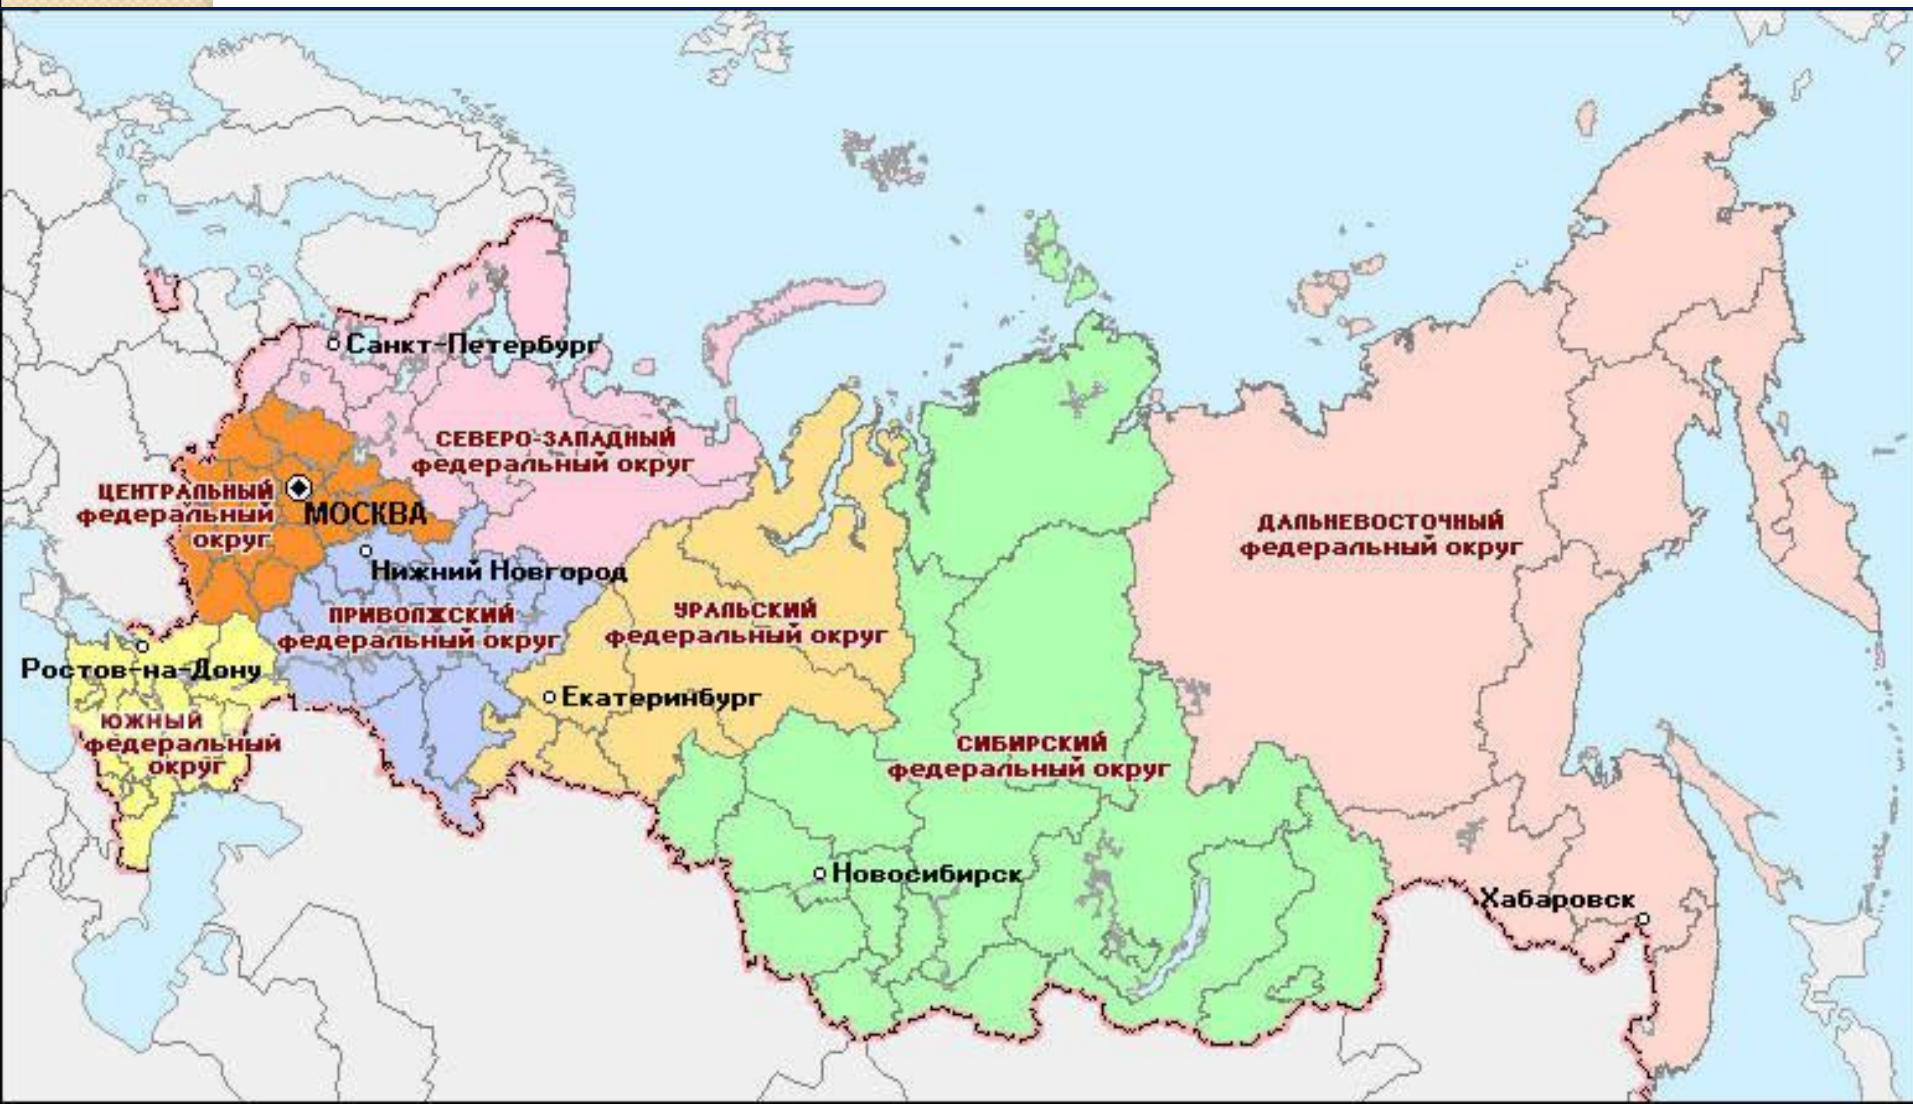 Санкт-Петербург
СЕВЕРО-ЗАПАДНЫЙ
федеральный округ
ЦЕНТРАЛЬНЫЙ
федеральный
округ
МОСКВА
ДАЛЬНЕВОСТОЧНЫЙ
федеральный округ
Нижний Новгород
ПРИВОЛЖСКИЙ
федеральный округ
УРАЛЬСКИЙ
федеральный округ
Ростов-на-Дону
Екатеринбург
ЮЖНЫЙ
федеральный
округ
СИБИРСКИЙ
федеральный округ
Новосибирск
Хабаровск